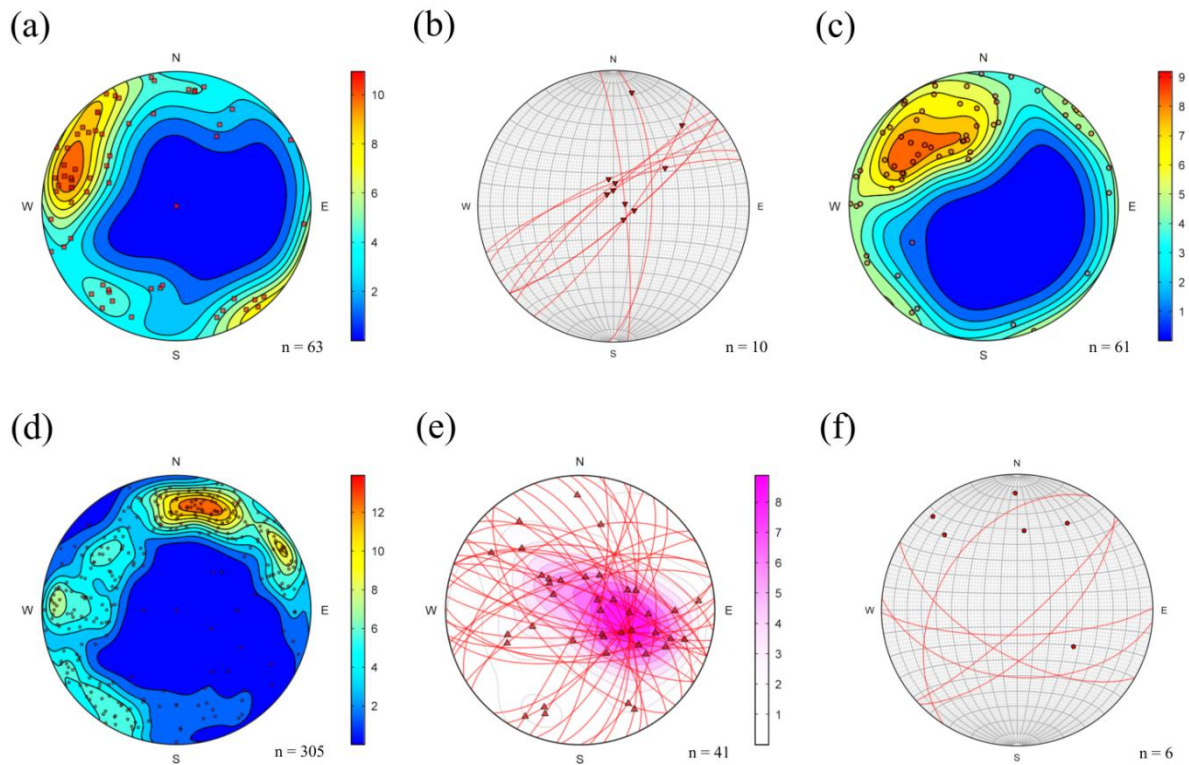 (a)
N
W
E
S
10
8
6
4
2
n = 63
(b)
N
W
E
S
n = 10
(c)
N
W
E
S
9
8
7
6
5
4
3
2
1
n = 61
(d)
N
W
E
S
12
10
8
6
4
2
n = 305
(e)
N
W
E
S
8
7
6
5
4
3
2
1
n = 41
(f)
N
W
E
S
n = 6